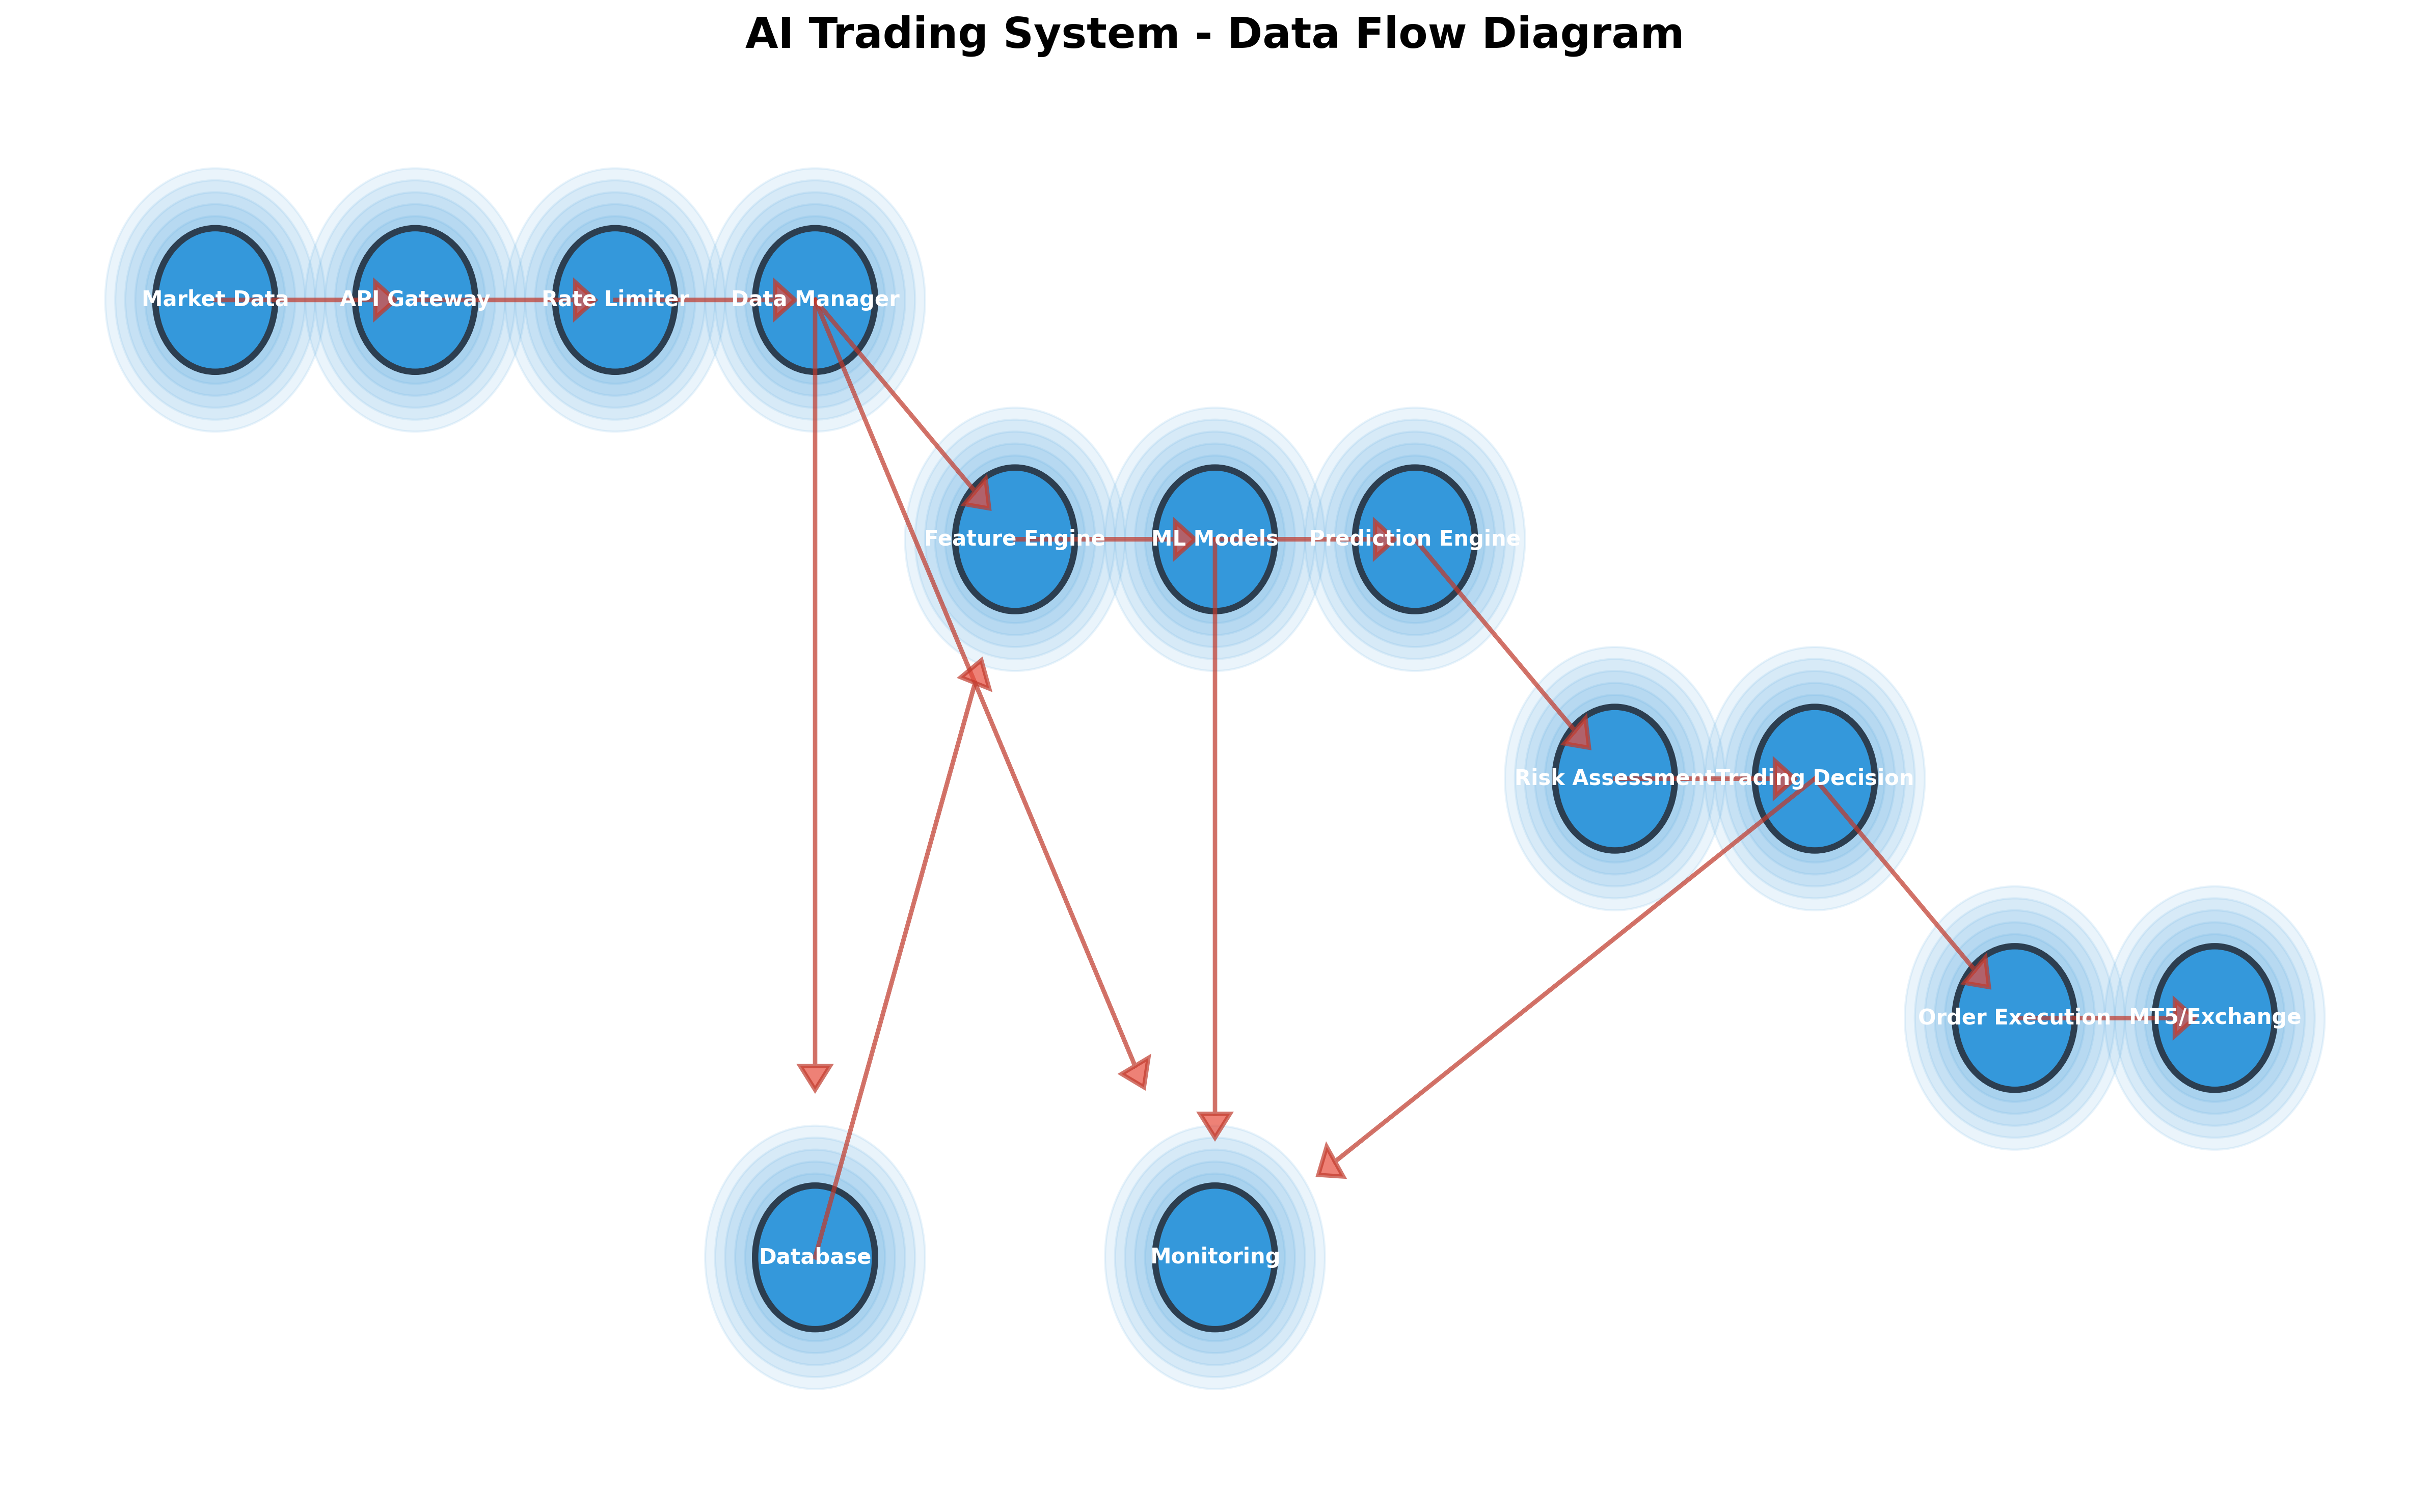 AI Trading System - Data Flow Diagram
Market Data
API Gateway
Rate Limiter
Data Manager
Feature Engine
ML Models
Prediction Engine
Risk Assessment
Trading Decision
Order Execution
MT5/Exchange
Database
Monitoring